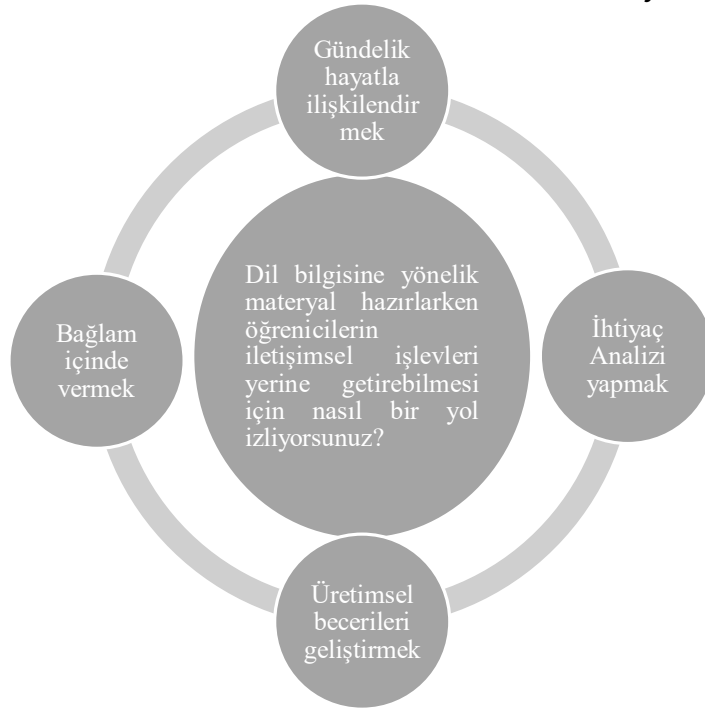 Gündelik
hayatla
ilişkilendir
mek
Dil bilgisine yönelik
materyal hazırlarken
öğrenicilerin
iletişimsel işlevleri
yerine getirebilmesi
için nasıl bir yol
izliyorsunuz?
Bağlam
içinde
vermek
İhtiyaç
Analizi
yapmak
Üretimsel
becerileri
geliştirmek